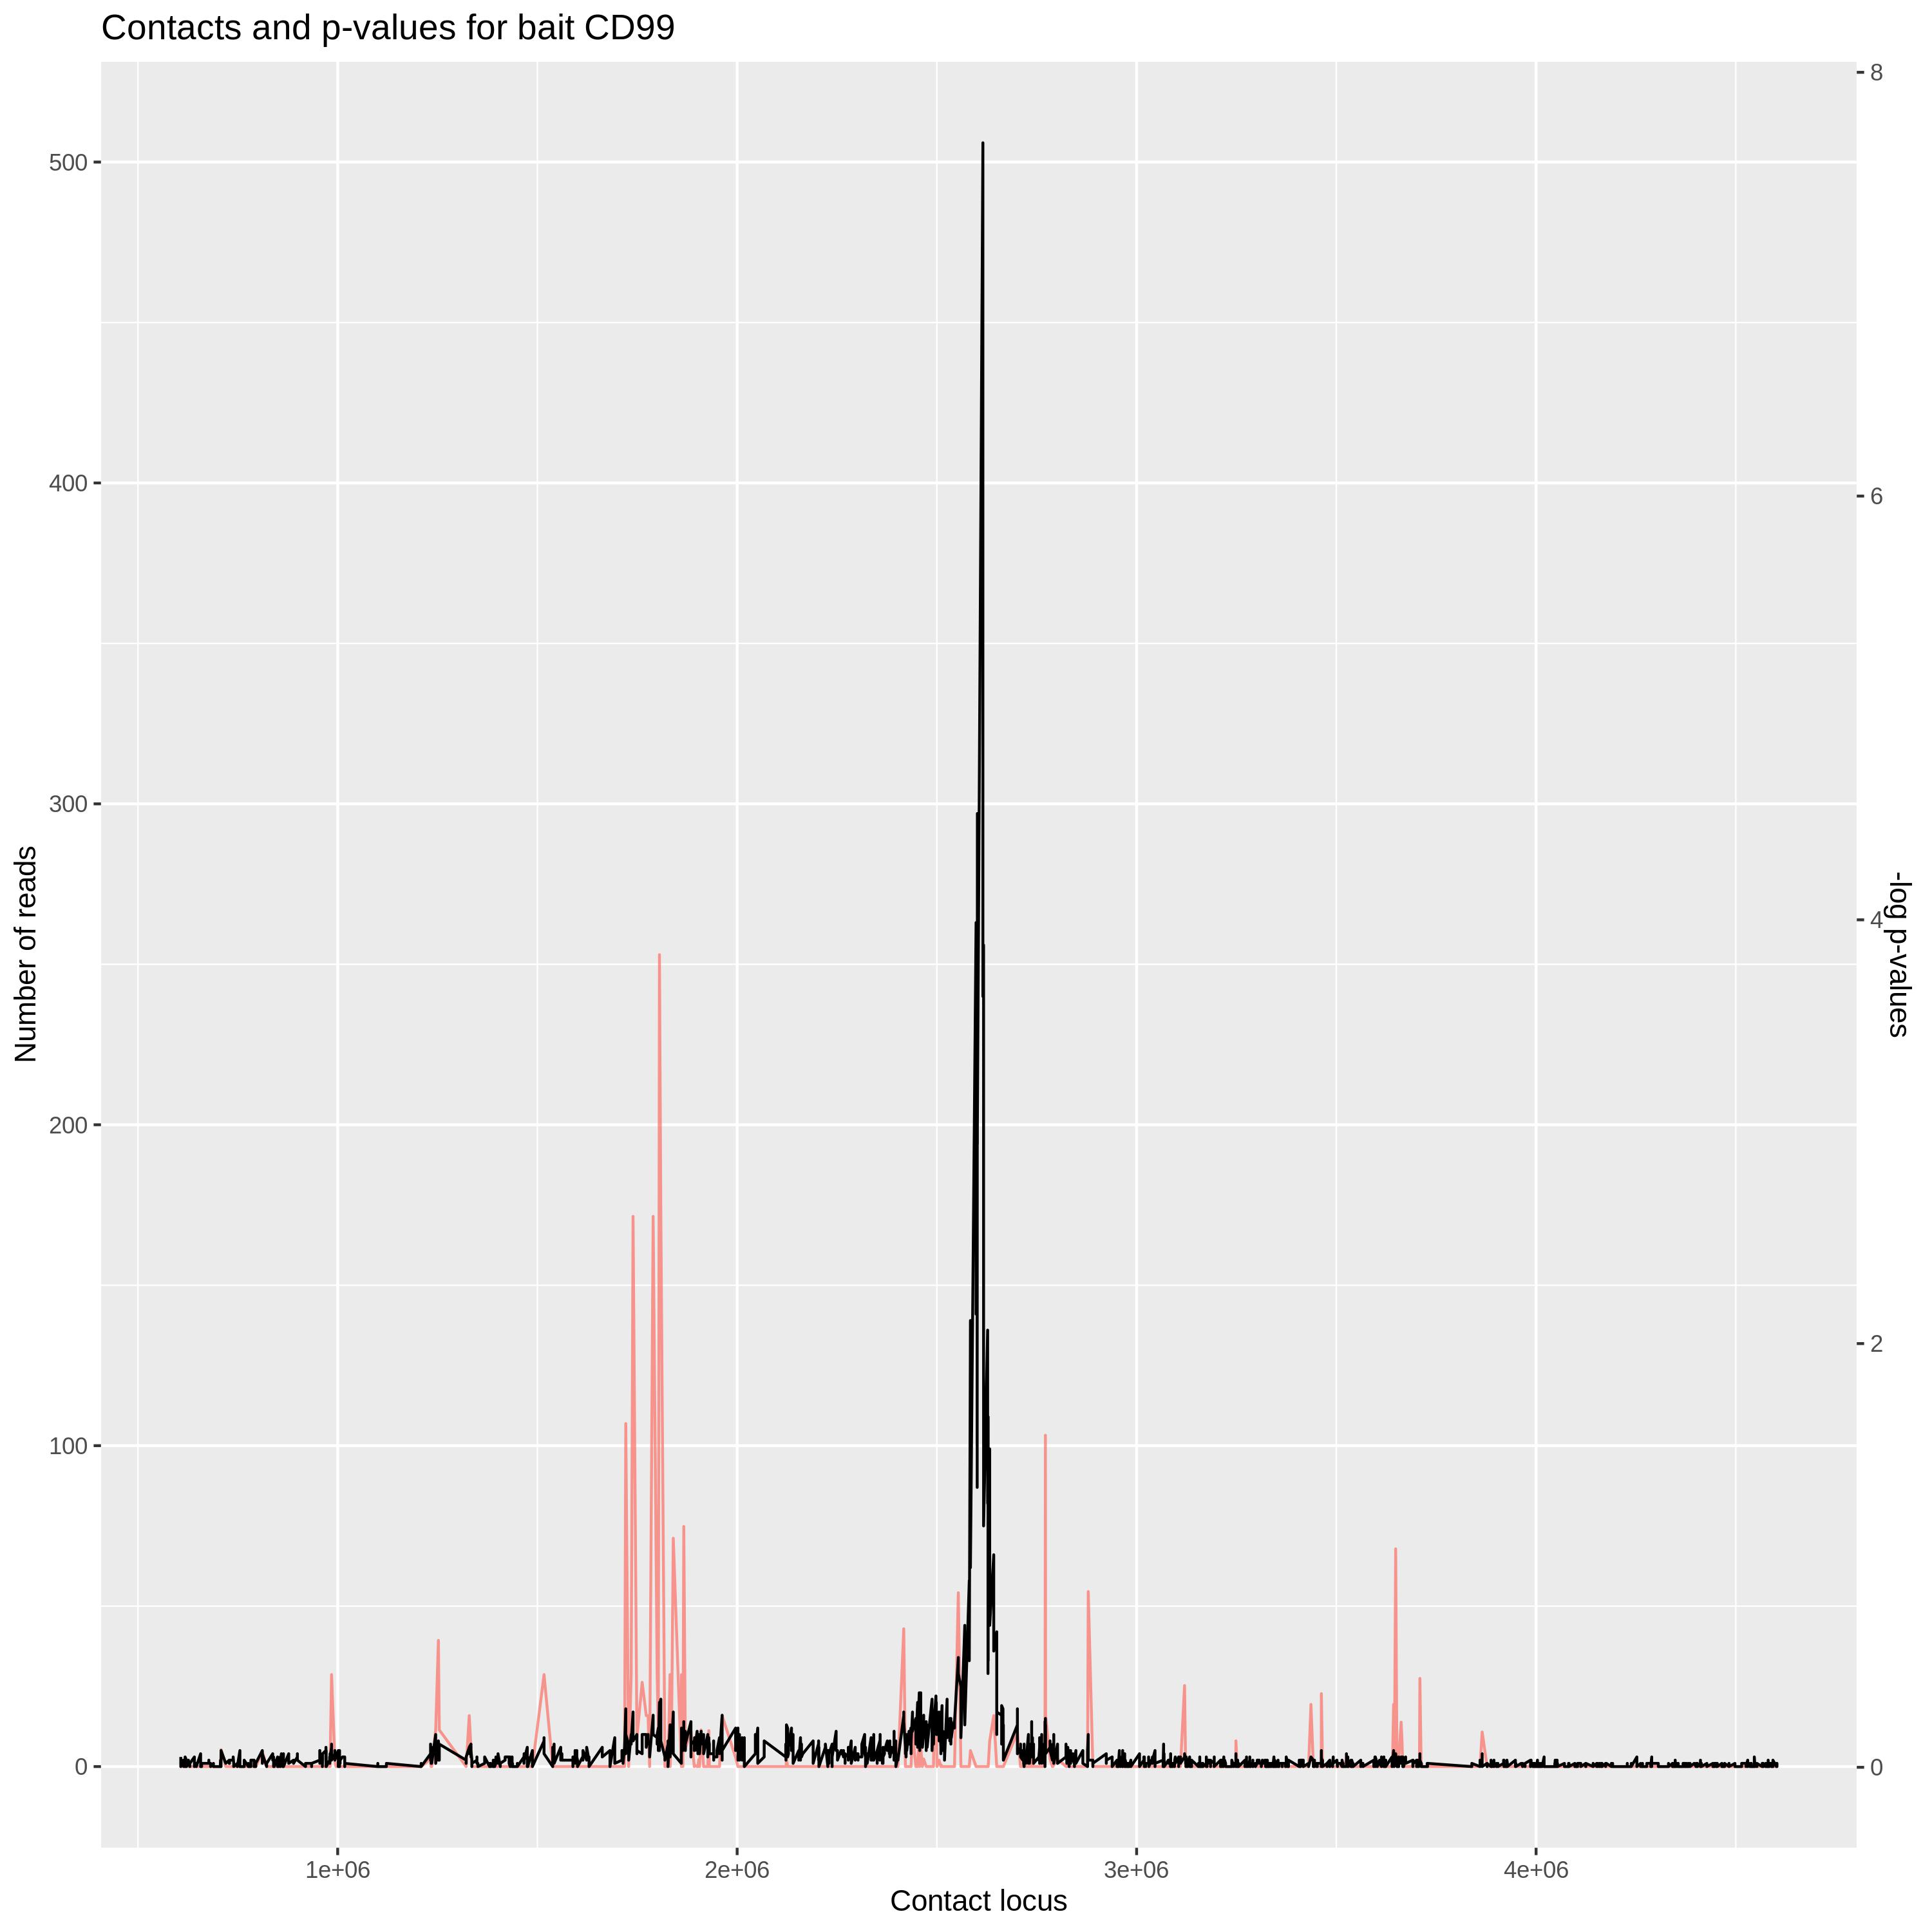 Contacts and p-values for bait CD99
500
400
300
200
100
0
Number of reads
8
6
4
2
0
-log p-values
1e+06
2e+06
3e+06
4e+06
Contact locus